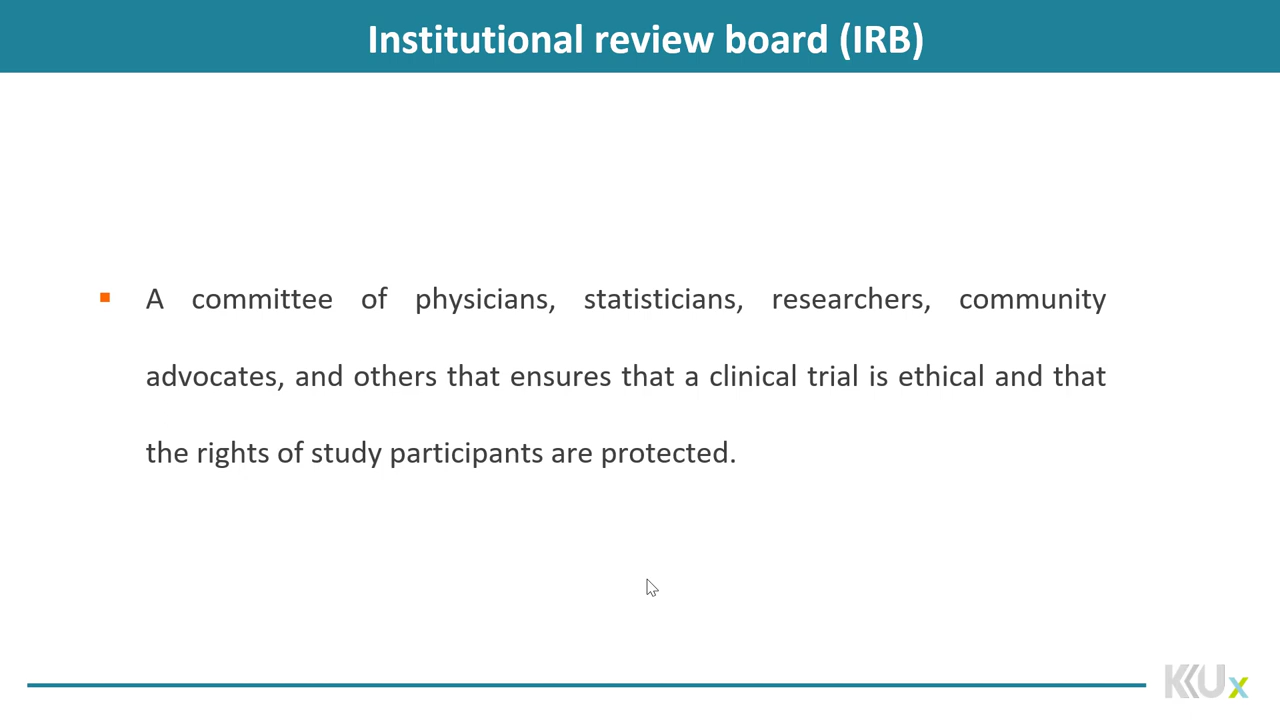 Institutional review board (IRB)
A committee of physicians, statisticians, researchers, community
advocates, and others that ensures that a clinical trial is ethical and that
the rights of study participants are protected.
KKUx